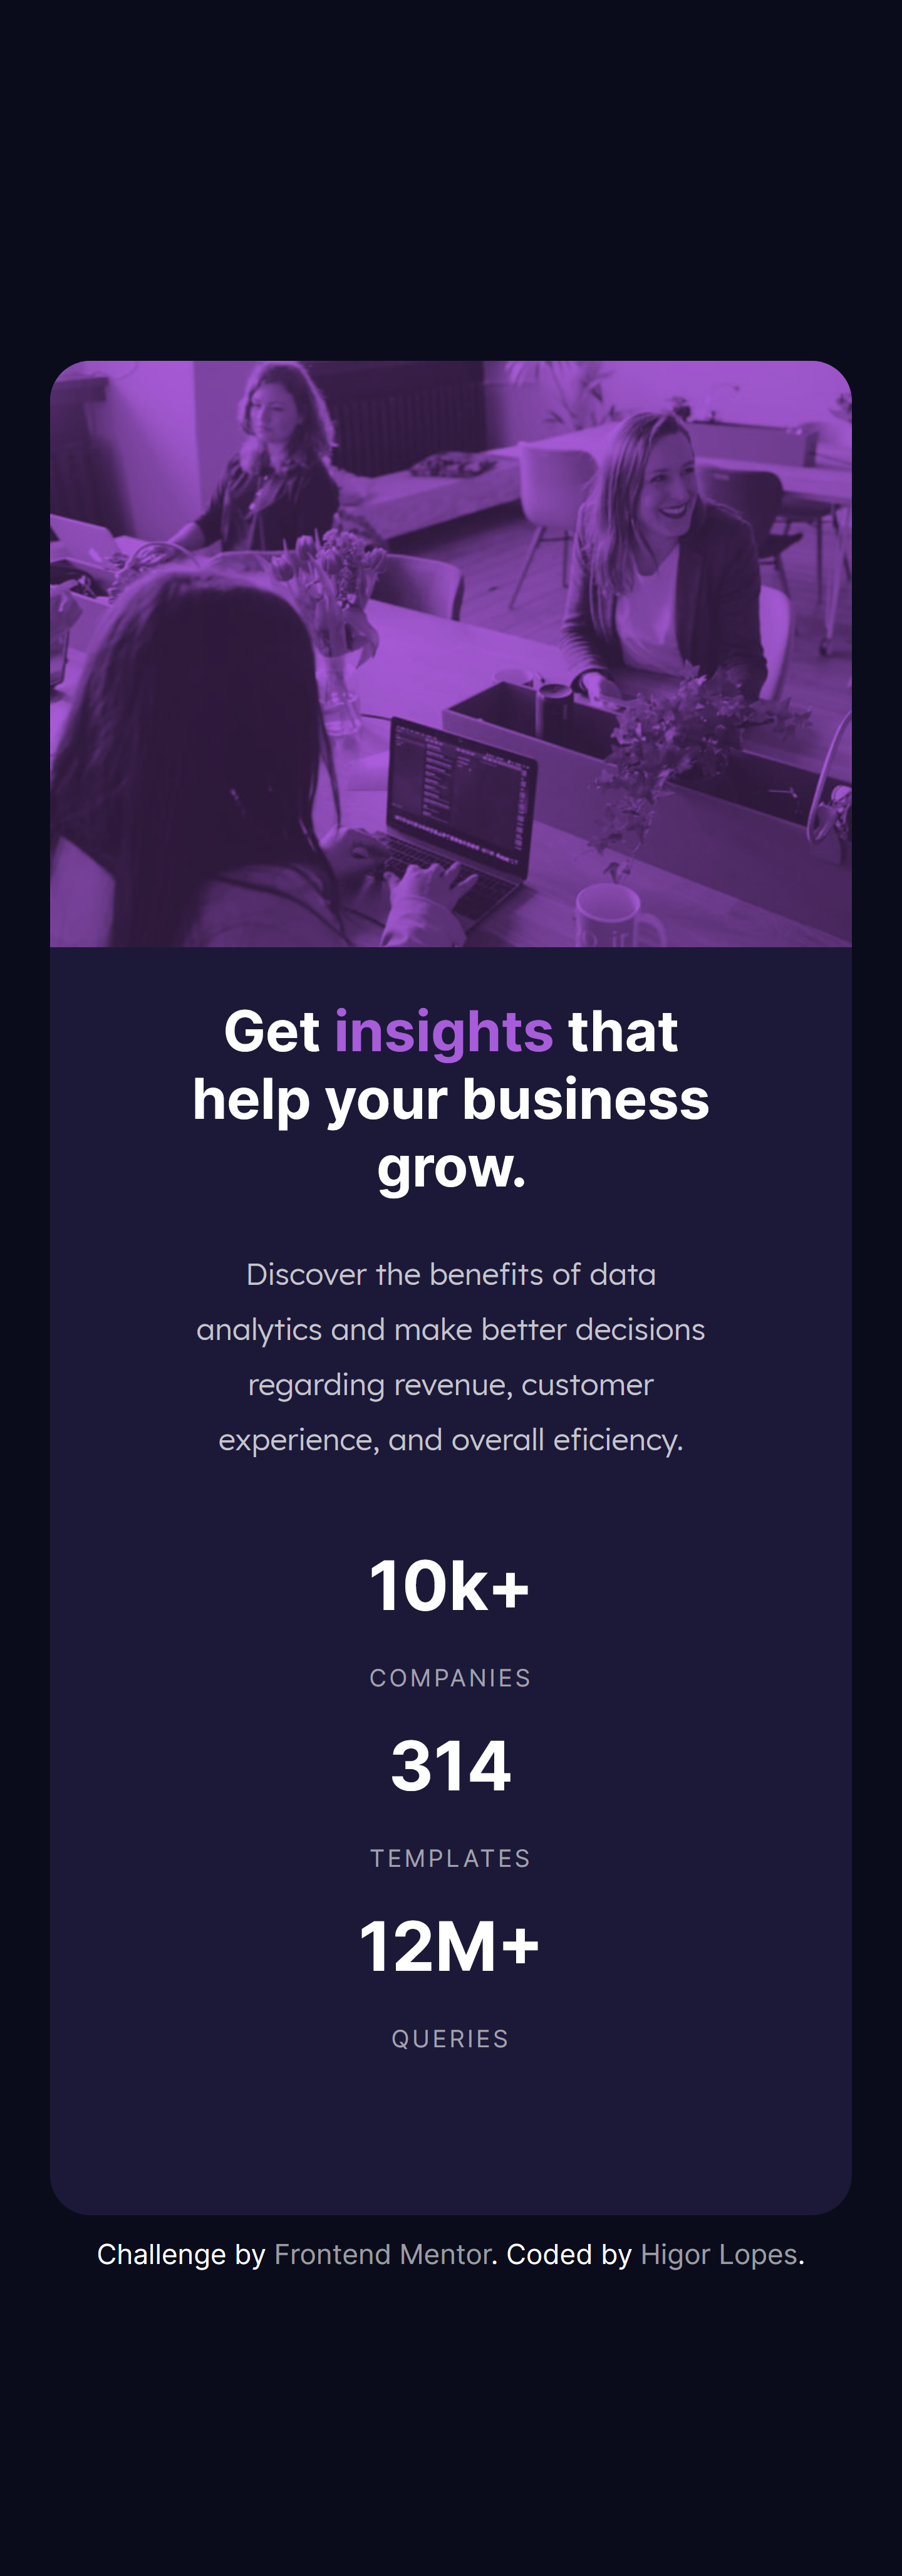 Get insights that
help your business
grow.
Discover the benefits of data
analytics and make better decisions
regarding revenue, customer
experience, and overall eficiency.
10k+
COMPANIES
314
TEMPLATES
12M+
QUERIES
Challenge by Frontend Mentor. Coded by Higor Lopes.